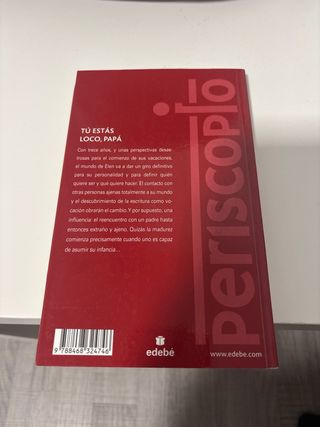 TÚ ESTÁS
LOCO, PAPÁ
Con trece años, y unas perspectivas desas-
trosas para el comienzo de sus vacaciones,
el mundo de Elen va a dar un giro definitivo
para su personalidad y para definir quién
quiere ser y qué quiere hacer. El contacto con
otras personas ajenas totalmente a su mundo
y el descubrimiento de la escritura como vo-
cación obrarán el cambio. Y por supuesto, una
influencia: el reencuentro con un padre hasta
entonces extraño y ajeno. Quizás la madurez
comienza precisamente cuando uno es capaz
de asumir su infancia...
periscopio
9 788468 324746
edebé
www.edebe.com